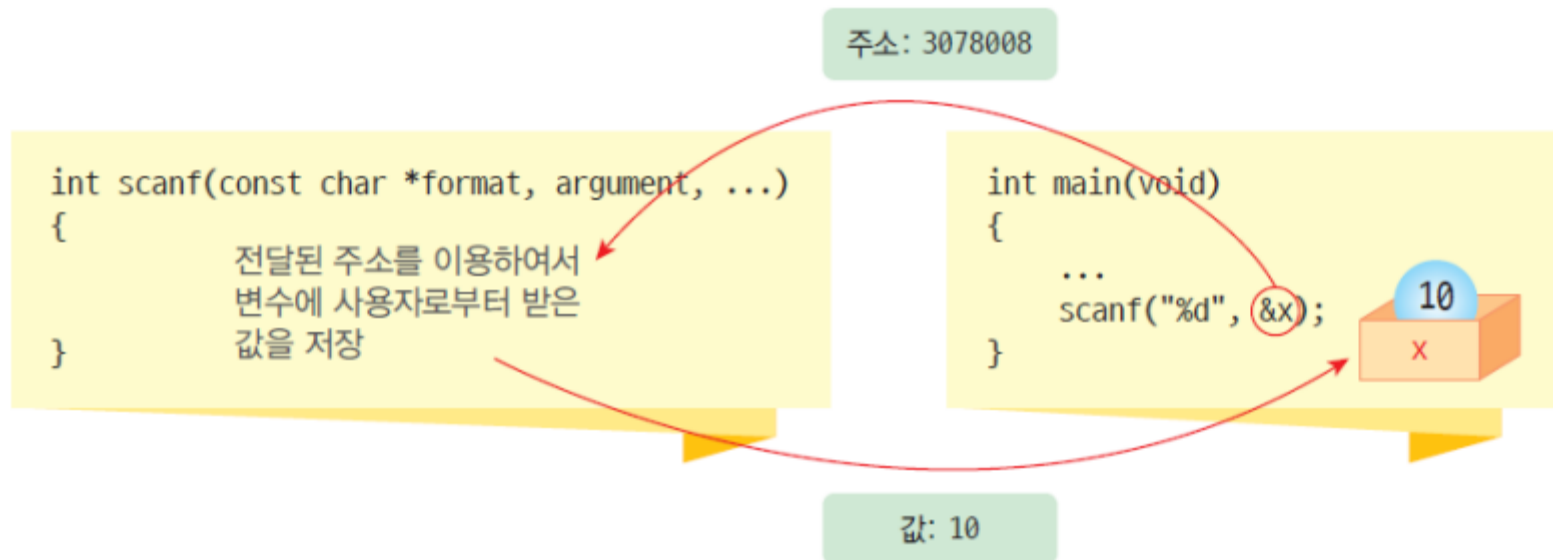 주소: 3078008
int scanf(const char *format, argument, ...)
{
전달된 주소를 이용하여서
변수에 사용자로부터 받은
값을 저장
}
int main(void)
{
...
scanf("%d", &x);
}
10
x
값: 10